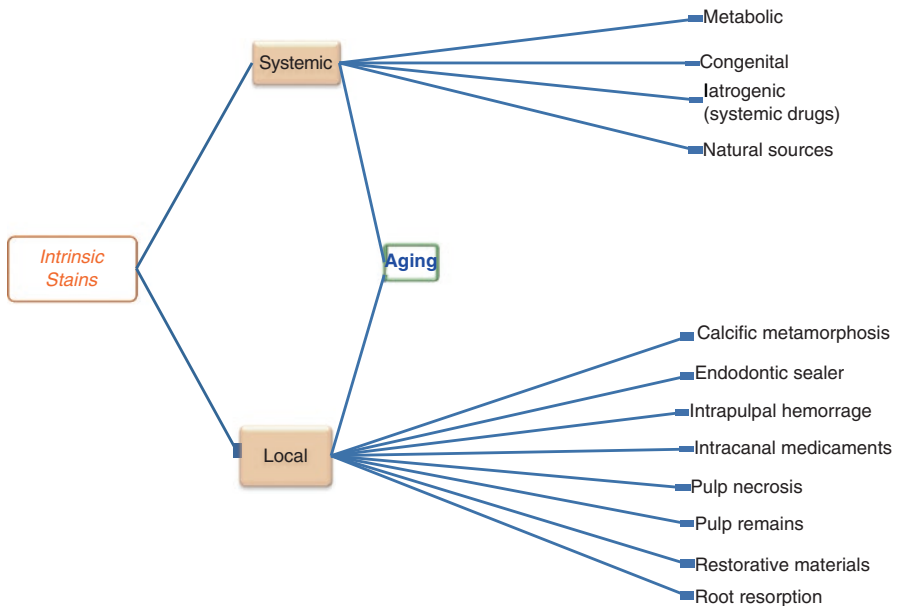 Intrinsic
Stains
Systemic
Metabolic
Congenital
Iatrogenic
(systemic drugs)
Natural sources
Aging
Local
Calcific metamorphosis
Endodontic sealer
Intrapulpal hemorrage
Intracanal medicaments
Pulp necrosis
Pulp remains
Restorative materials
Root resorption